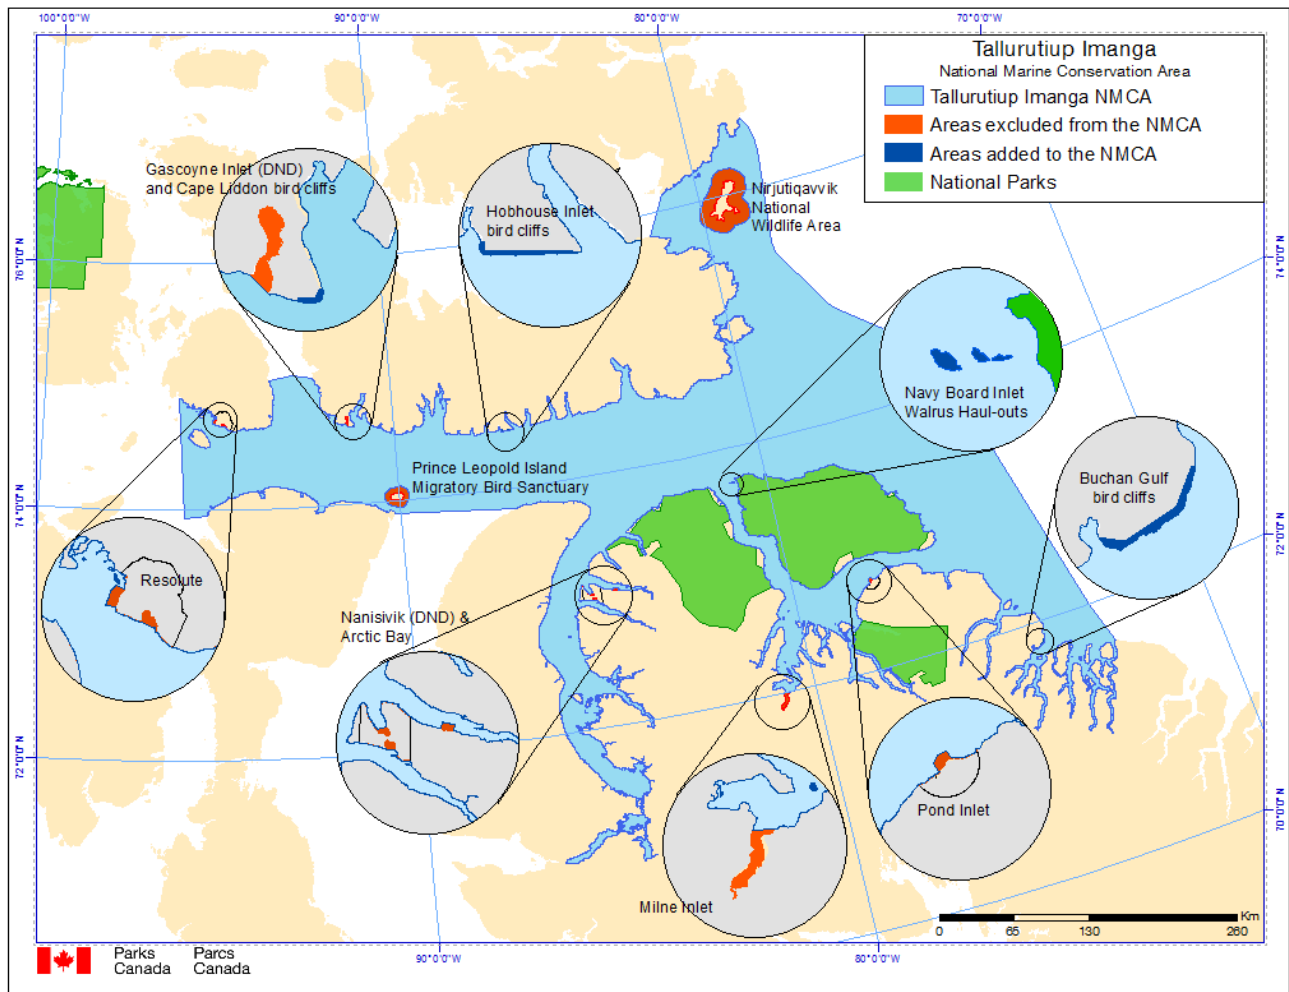 100°0'0"W
90°0'0"W
80°0'0"W
70°0'0"W
Tallurutiup Imanga
National Marine Conservation Area
Tallurutiup Imanga NMCA
Areas excluded from the NMCA
Areas added to the NMCA
National Parks
Gascoyne Inlet (DND)
and Cape Liddon bird cliffs
Hobhouse Inlet
bird cliffs
Nirjutiqavvik
National
Wildlife Area
76°0'0"N
74°0'0"N
Navy Board Inlet
Walrus Haul-outs
Prince Leopold Island
Migratory Bird Sanctuary
Buchan Gulf
bird cliffs
74°0'0"N
72°0'0"N
Resolute
Nanisivik (DND) &
Arctic Bay
72°0'0"N
70°0'0"N
Pond Inlet
Milne Inlet
Km
0 65 130 260
Parks
Canada
Parcs
Canada
90°0'0"W
80°0'0"W